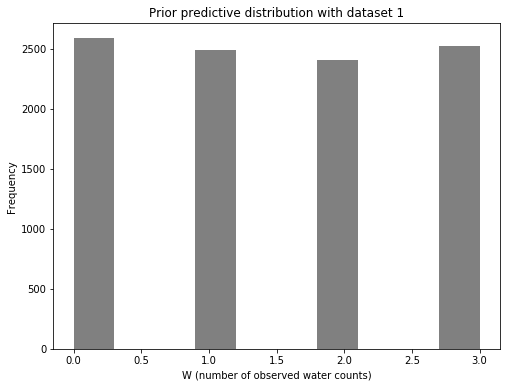 Prior predictive distribution with dataset 1
2500
2000
1500
1000
500
0
Frequency
0.0 0.5 1.0 1.5 2.0 2.5 3.0
W (number of observed water counts)